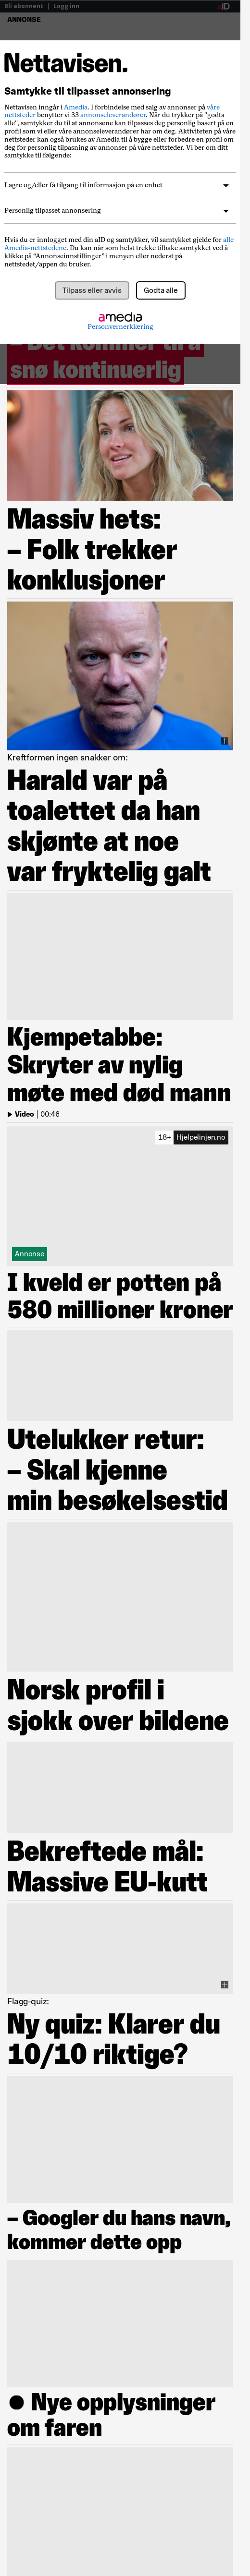 Bli abonnent | Logg inn
aID
ANNONSE
Nettavisen.
Samtykke til tilpasset annonsering
Nettavisen inngår i Amedia. I forbindelse med salg av annonser på våre
nettsteder benytter vi 33 annonseleverandører. Når du trykker på "godta
alle", samtykker du til at annonsene kan tilpasses deg personlig basert på en
profil som vi eller våre annonseleverandører har om deg. Aktiviteten på våre
nettsteder kan også brukes av Amedia til å bygge eller forbedre en profil om
deg for personlig tilpasning av annonser på våre nettsteder. Vi ber om ditt
samtykke til følgende:
Lagre og/eller få tilgang til informasjon på en enhet
Personlig tilpasset annonsering
Hvis du er innlogget med din aID og samtykker, vil samtykket gjelde for alle
Amedia-nettstedene. Du kan når som helst trekke tilbake samtykket ved å
klikke på “Annonseinnstillinger” i menyen eller nederst på
nettstedet/appen du bruker.
Tilpass eller avvis
Godta alle
amedia
Personvernerklæring
– Det kommer til å
snø kontinuerlig
Massiv hets:
– Folk trekker
konklusjoner
Kreftformen ingen snakker om:
Harald var på
toalettet da han
skjønte at noe
var fryktelig galt
Kjempetabbe:
Skryter av nylig
møte med død mann
Video | 00:46
18+ Hjelpelinjen.no
Annonse
I kveld er potten på
580 millioner kroner
Utelukker retur:
– Skal kjenne
min besøkelsestid
Norsk profil i
sjokk over bildene
Bekreftede mål:
Massive EU-kutt
Flagg-quiz:
Ny quiz: Klarer du
10/10 riktige?
– Googler du hans navn,
kommer dette opp
● Nye opplysninger
om faren